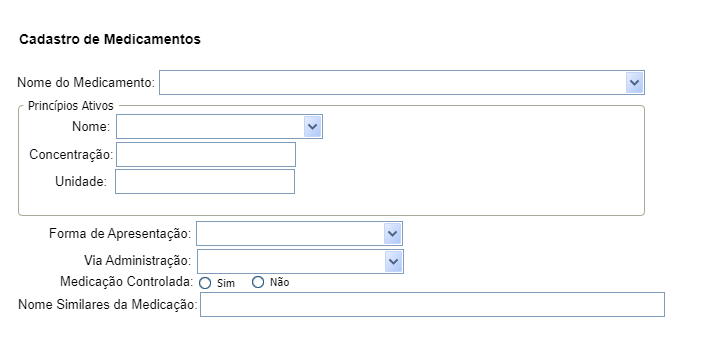 Cadastro de Medicamentos
Nome do Medicamento:
Princípios Ativos
Nome:
Concentração:
Unidade:
Forma de Apresentação:
Via Administração:
Medicação Controlada: Sim Não
Nome Similares da Medicação: